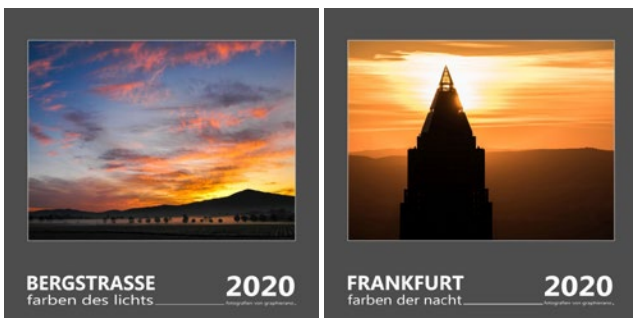 BERGSTRASSE 2020
farben des lichts
FRANKFURT 2020
farben der nacht